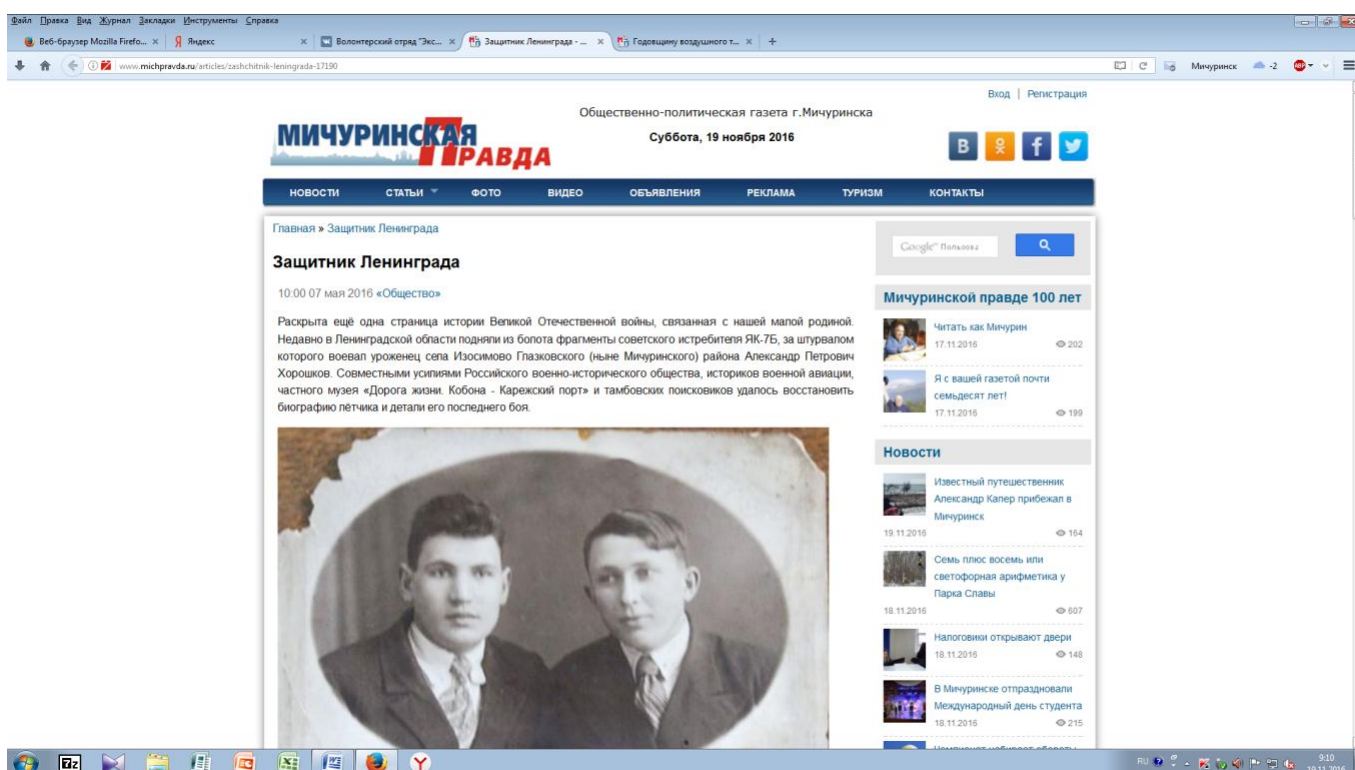 Файл Правка Вид Журнал Закладки Инструменты Справка
Веб-браузер Mozilla Firefo... × Яндекс × Волонтерский отряд "Экс... × Защитник Ленинграда - ... × Годовщину воздушного т... × +
www.michpravda.ru/articles/zashchitnik-leningrada-17190 Мичуринск -2 ABP
Вход | Регистрация
Общественно-политическая газета г.Мичуринска
МИЧУРИНСКАЯ ПРАВДА
Суббота, 19 ноября 2016
НОВОСТИ СТАТЬИ ФОТО ВИДЕО ОБЪЯВЛЕНИЯ РЕКЛАМА ТУРИЗМ КОНТАКТЫ
Главная » Защитник Ленинграда
Защитник Ленинграда
10:00 07 мая 2016 «Общество»
Раскрыта ещё одна страница истории Великой Отечественной войны, связанная с нашей малой родиной.
Недавно в Ленинградской области подняли из болота фрагменты советского истребителя ЯК-7Б, за штурвалом
которого воевал уроженец села Изосимово Глазковского (ныне Мичуринского) района Александр Петрович
Хорошков. Совместными усилиями Российского военно-исторического общества, историков военной авиации,
частного музея «Дорога жизни. Кобона - Карежский порт» и тамбовских поисковиков удалось восстановить
биографию лётчика и детали его последнего боя.
Google
Мичуринской правде 100 лет
Читать как Мичурин
17.11.2016 202
Я с вашей газетой почти
семьдесят лет!
17.11.2016 199
Новости
Известный путешественник
Александр Капер прибежал в
Мичуринск
19.11.2016 164
Семь плюс восемь или
светофорная арифметика у
Парка Славы
18.11.2016 607
Налоговики открывают двери
18.11.2016 148
В Мичуринске отпраздновали
Международный день студента
18.11.2016 215
RU 9:10
19.11.2016